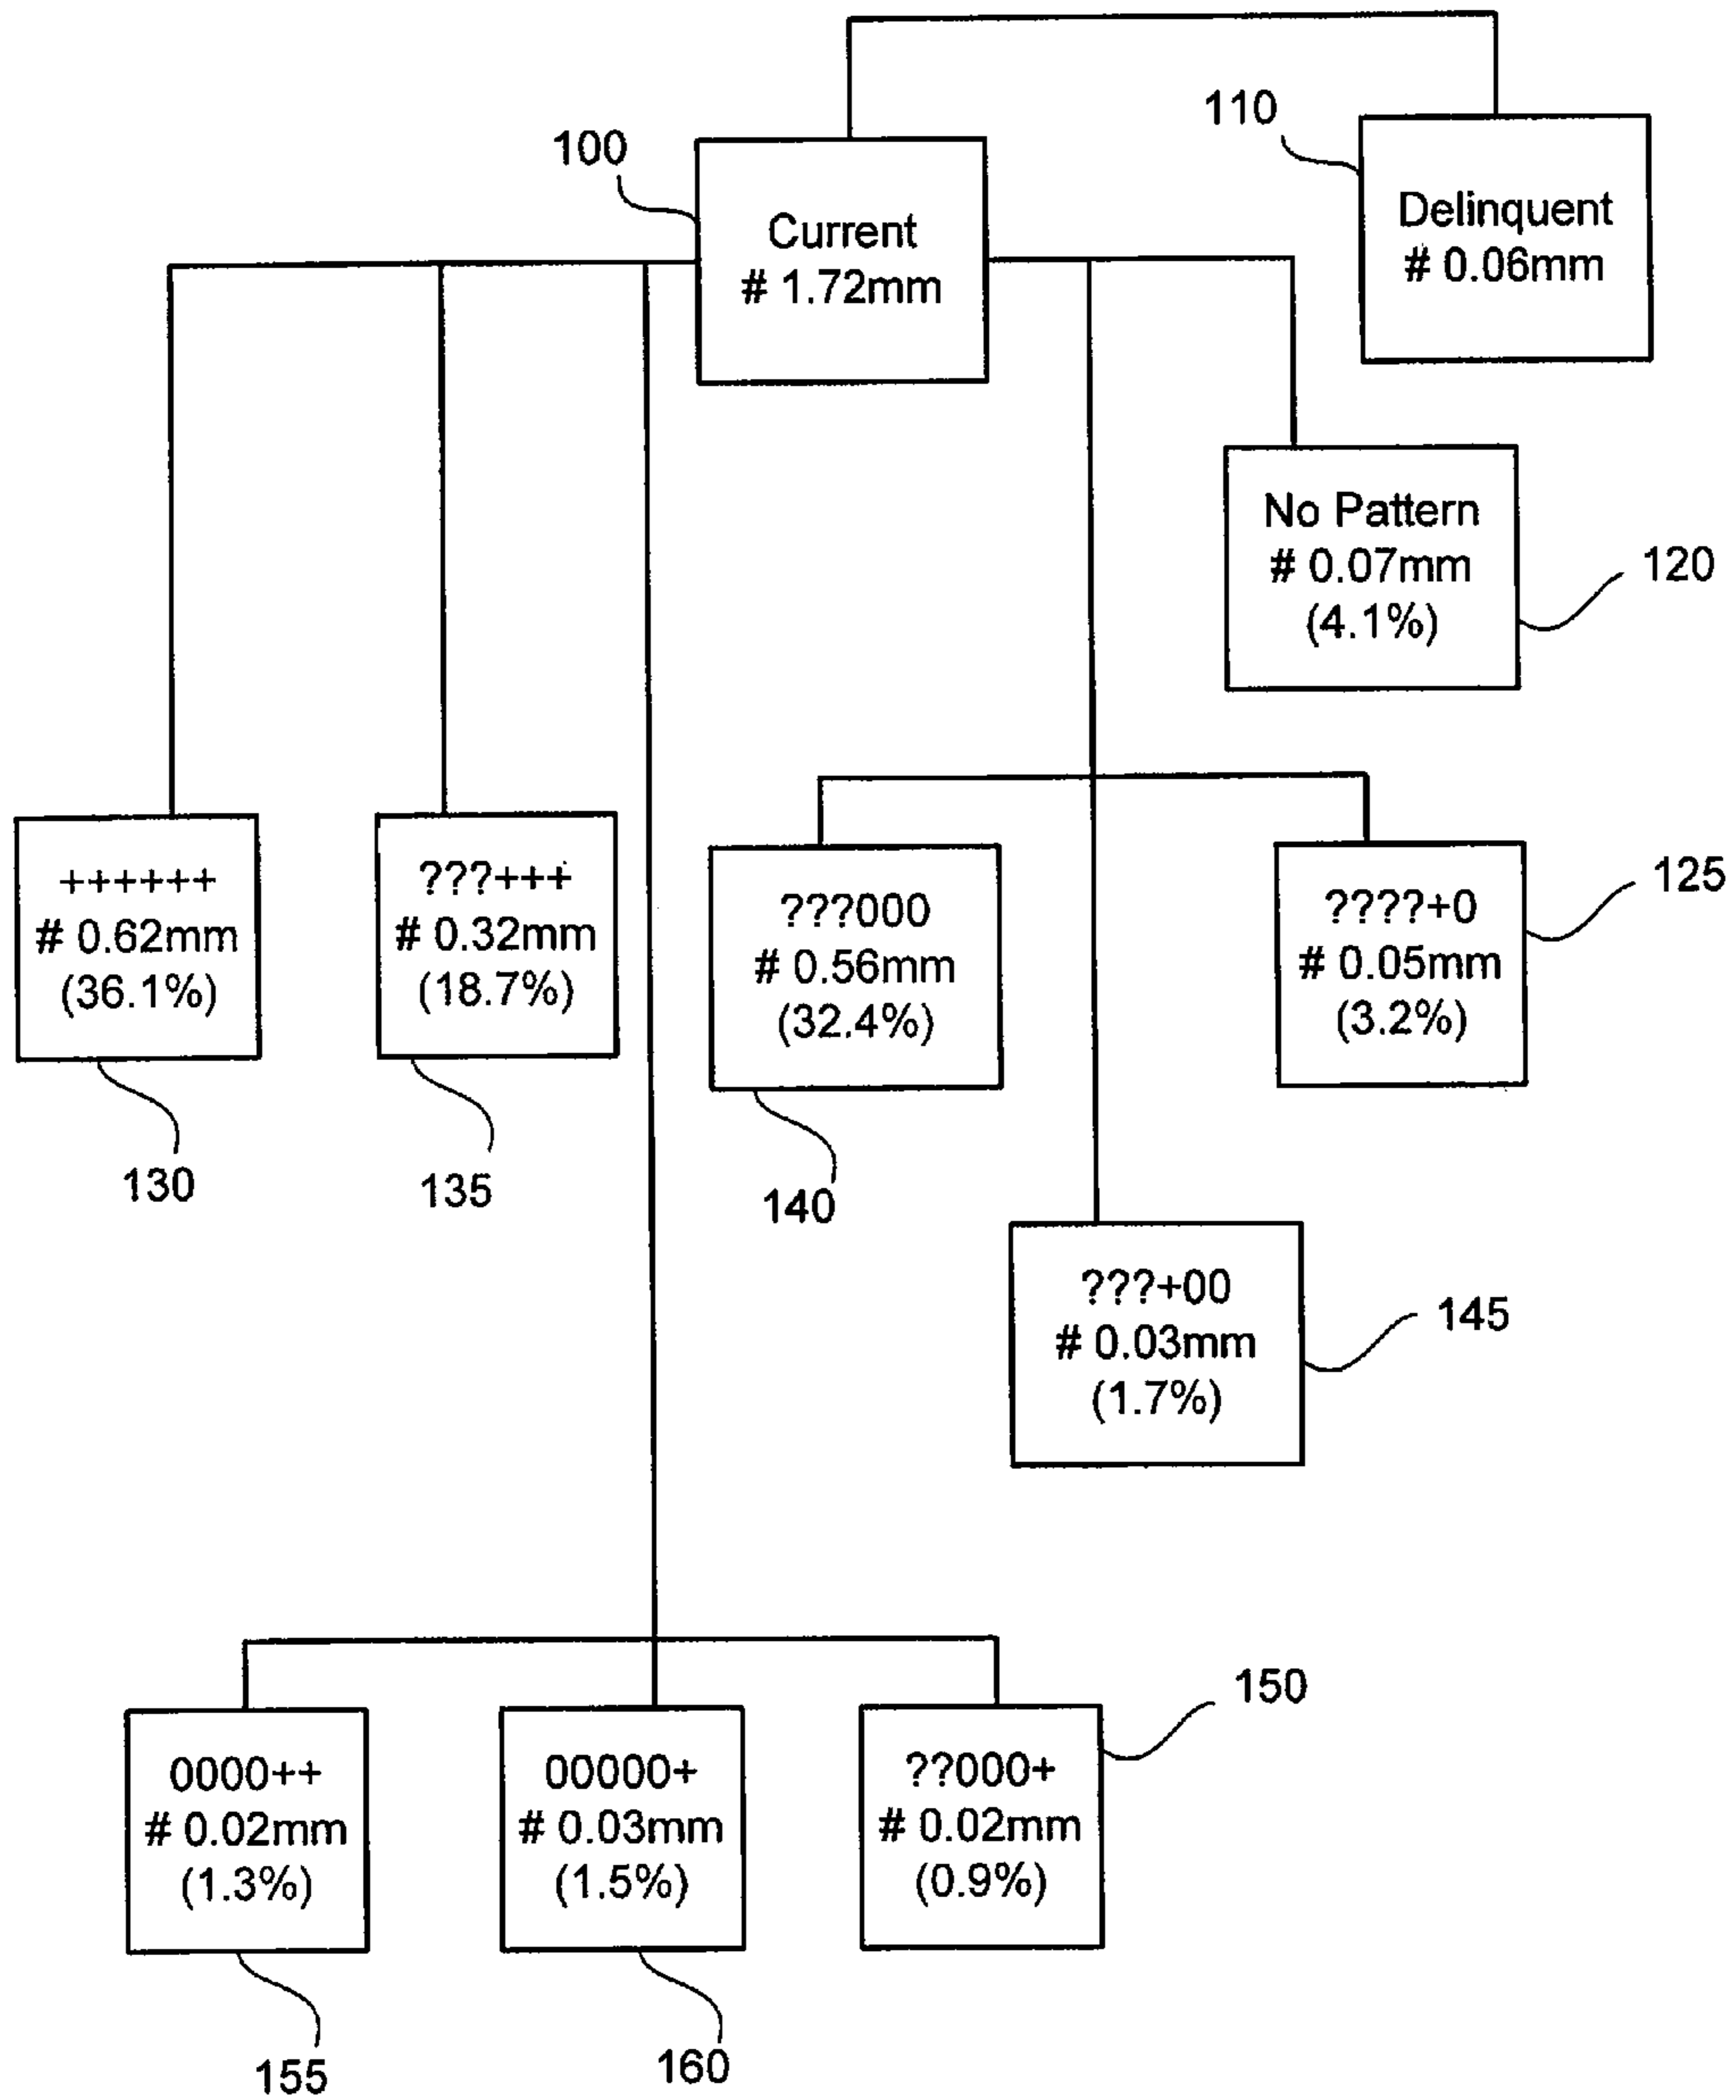 110
100
Delinquent
# 0.06mm
Current
# 1.72mm
No Pattern
# 0.07mm
(4.1%)
120
++++++
# 0.62mm
(36.1%)
130
???+++
# 0.32mm
(18.7%)
135
???000
# 0.56mm
(32.4%)
140
????+0
# 0.05mm
(3.2%)
125
???+00
# 0.03mm
(1.7%)
145
0000++
# 0.02mm
(1.3%)
155
00000+
# 0.03mm
(1.5%)
160
??000+
# 0.02mm
(0.9%)
150